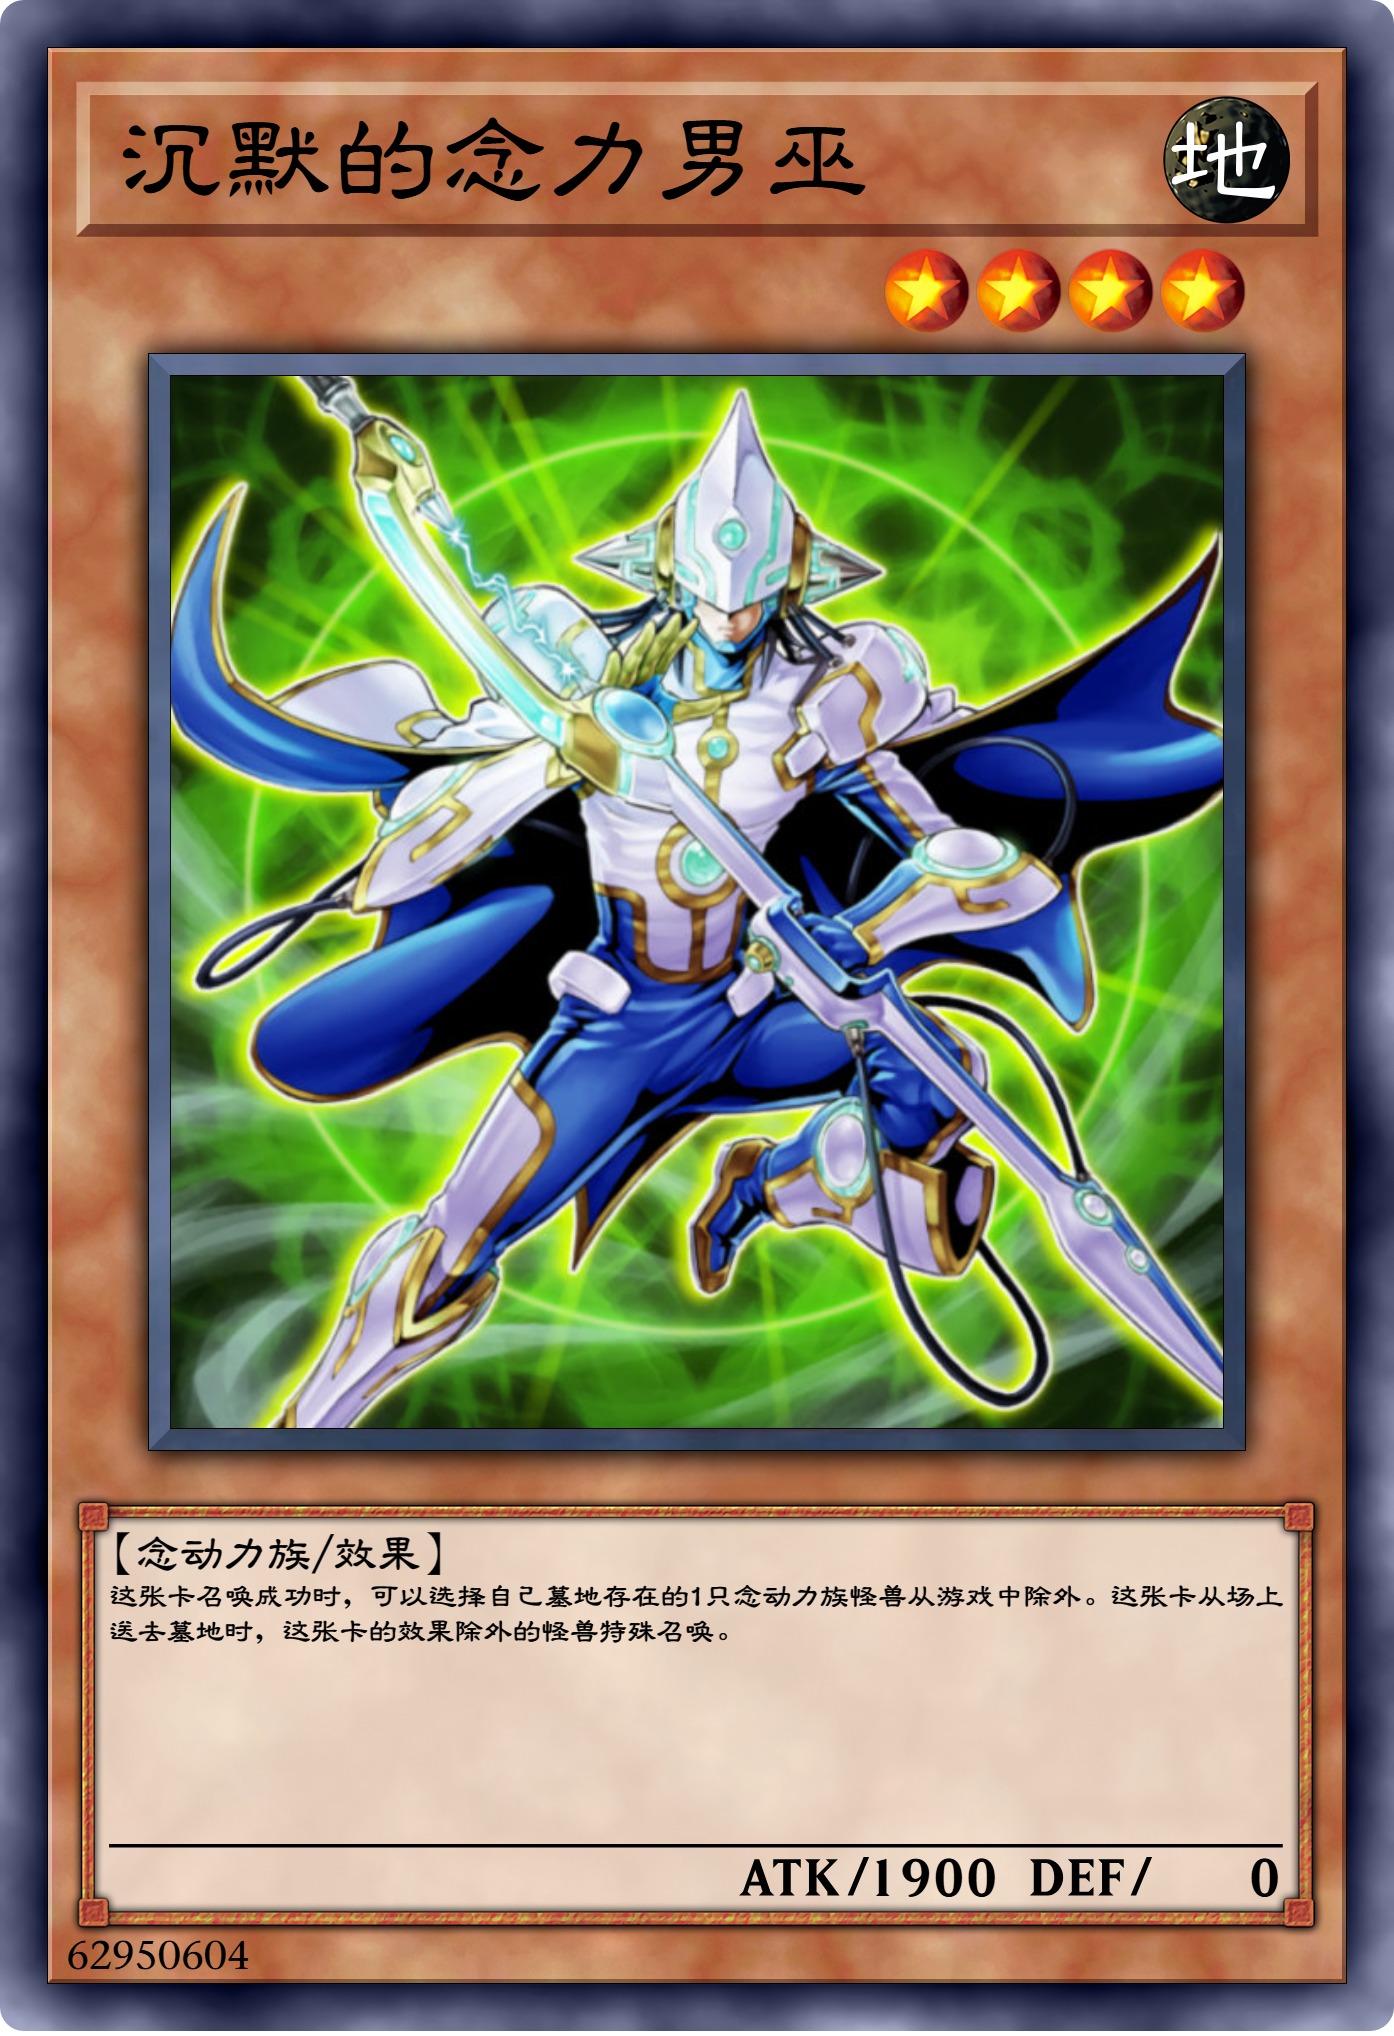 沉默的念力男巫
地
【念动力族/效果】
这张卡召唤成功时，可以选择自己墓地存在的1只念动力族怪兽从游戏中除外。这张卡从场上
送去墓地时，这张卡的效果除外的怪兽特殊召唤。
ATK/1900 DEF/ 0
62950604